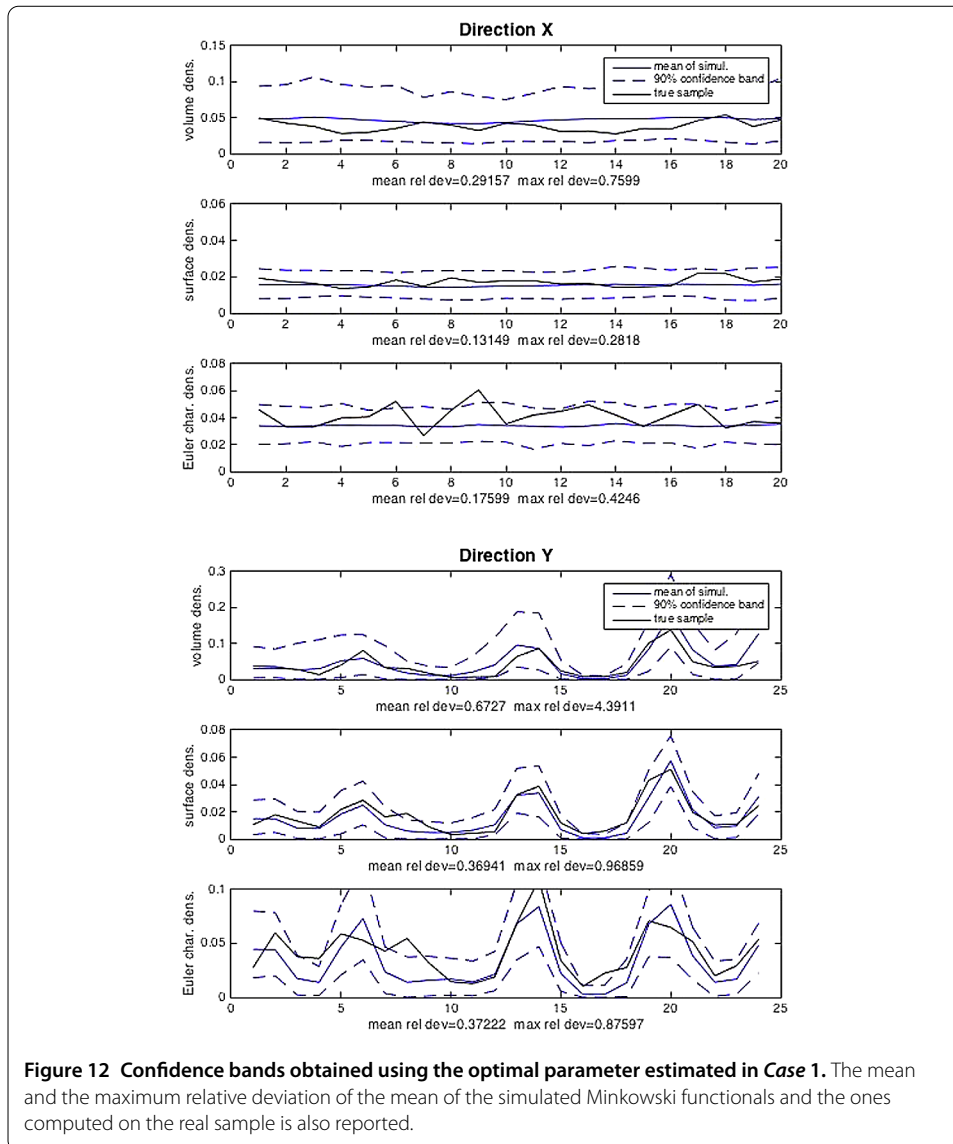 Direction X
0.15
0.1
0.05
0
volume dens.
mean of simul.
90% confidence band
true sample
0 2 4 6 8 10 12 14 16 18 20
mean rel dev=0.29157 max rel dev=0.7599
0.06
0.04
0.02
0
surface dens.
0 2 4 6 8 10 12 14 16 18 20
mean rel dev=0.13149 max rel dev=0.2818
0.08
0.06
0.04
0.02
0
Euler char. dens.
0 2 4 6 8 10 12 14 16 18 20
mean rel dev=0.17599 max rel dev=0.4246
Direction Y
0.3
0.2
0.1
0
volume dens.
mean of simul.
90% confidence band
true sample
0 5 10 15 20 25
mean rel dev=0.6727 max rel dev=4.3911
0.08
0.06
0.04
0.02
0
surface dens.
0 5 10 15 20 25
mean rel dev=0.36941 max rel dev=0.96859
0.1
0.05
0
Euler char. dens.
0 5 10 15 20 25
mean rel dev=0.37222 max rel dev=0.87597
Figure 12 Confidence bands obtained using the optimal parameter estimated in Case 1. The mean
and the maximum relative deviation of the mean of the simulated Minkowski functionals and the ones
computed on the real sample is also reported.